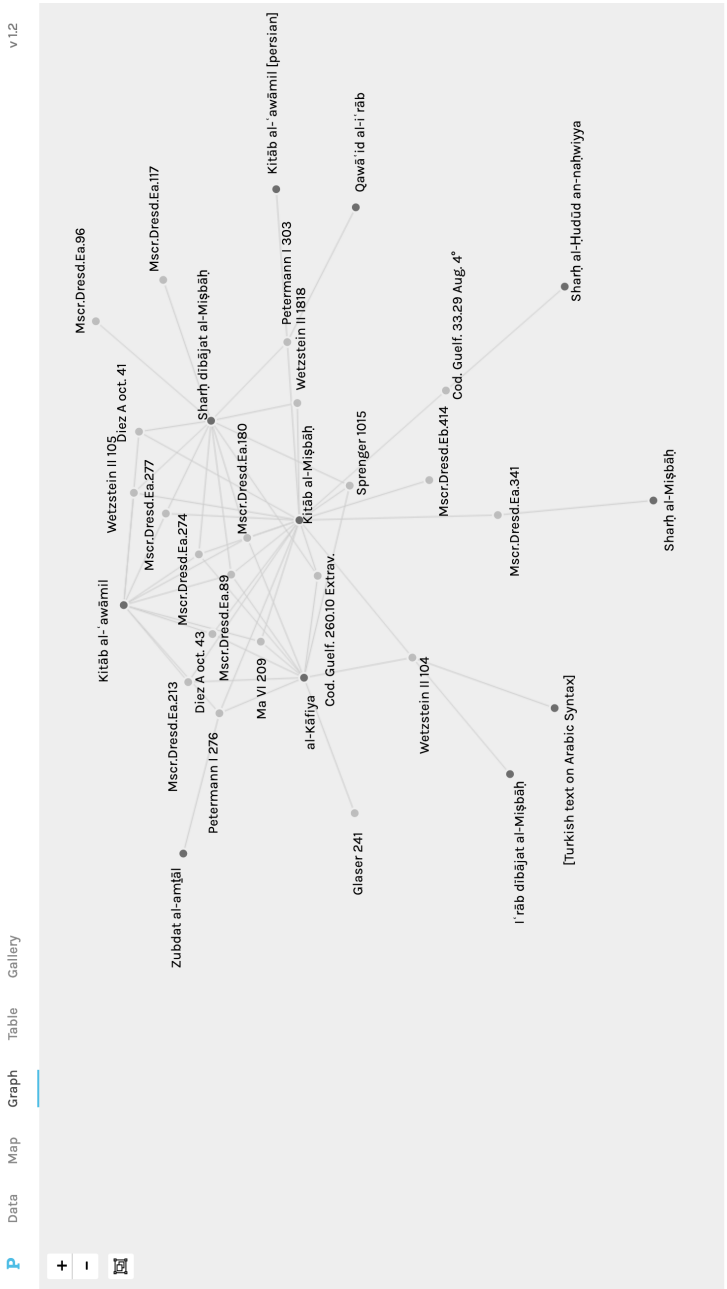 P
Data
Map
Graph
Table
Gallery
v 1.2
+
−
Mscr.Dresd.Ea.96
Mscr.Dresd.Ea.117
Kitāb al-ʿawāmil [persian]
Diez A oct. 41
Wetzstein II 105
Sharḥ dībājat al-Miṣbāḥ
Petermann I 303
Qawāʿid al-iʿrāb
Mscr.Dresd.Ea.277
Wetzstein II 1818
Kitāb al-ʿawāmil
Mscr.Dresd.Ea.274
Mscr.Dresd.Ea.180
Kitāb al-Miṣbāḥ
Sprenger 1015
Cod. Guelf. 33.29 Aug. 4°
Mscr.Dresd.Eb.414
Sharḥ al-Ḥudūd an-naḥwiyya
Mscr.Dresd.Ea.341
Mscr.Dresd.Ea.213
Diez A oct. 43
Mscr.Dresd.Ea.89
Ma VI 209
Cod. Guelf. 260.10 Extrav.
al-Kāfiya
Sharḥ al-Miṣbāḥ
Petermann I 276
Wetzstein II 104
Zubdat al-amṯāl
Glaser 241
Iʿrāb dībājat al-Miṣbāḥ
[Turkish text on Arabic Syntax]